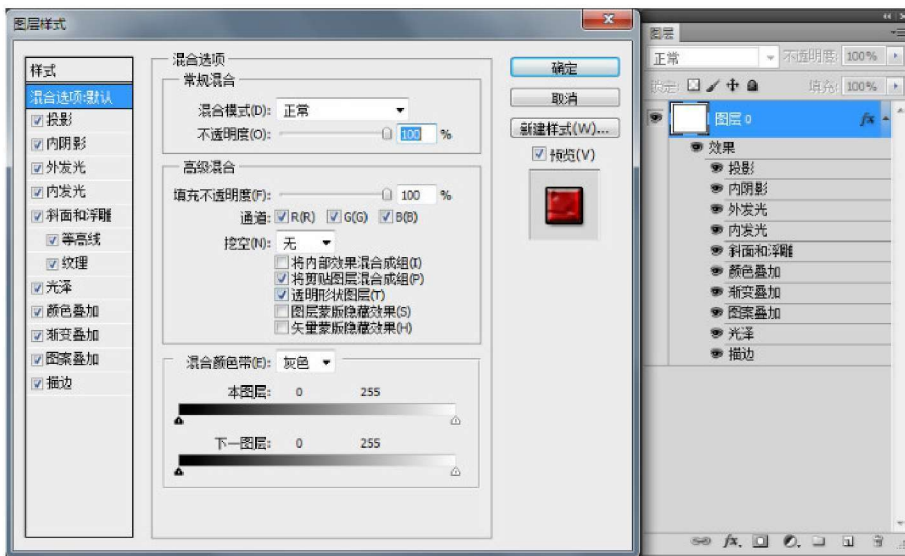 图层样式
样式
混合选项:默认
投影
内阴影
外发光
内发光
斜面和浮雕
等高线
纹理
光泽
颜色叠加
渐变叠加
图案叠加
描边
混合选项
常规混合
混合模式(D): 正常
不透明度(O): 100 %
高级混合
填充不透明度(F): 100 %
通道: R(R) G(G) B(B)
挖空(N): 无
将内部效果混合成组(I)
将剪贴图层混合成组(P)
透明形状图层(T)
图层蒙版隐藏效果(S)
矢量蒙版隐藏效果(H)
混合颜色带(E): 灰色
本图层: 0 255
下一图层: 0 255
确定
取消
新建样式(W)...
预览(V)
图层
正常 不透明度: 100%
锁定: 填充: 100%
图层 0 fx
效果
投影
内阴影
外发光
内发光
斜面和浮雕
颜色叠加
渐变叠加
图案叠加
光泽
描边
fx.